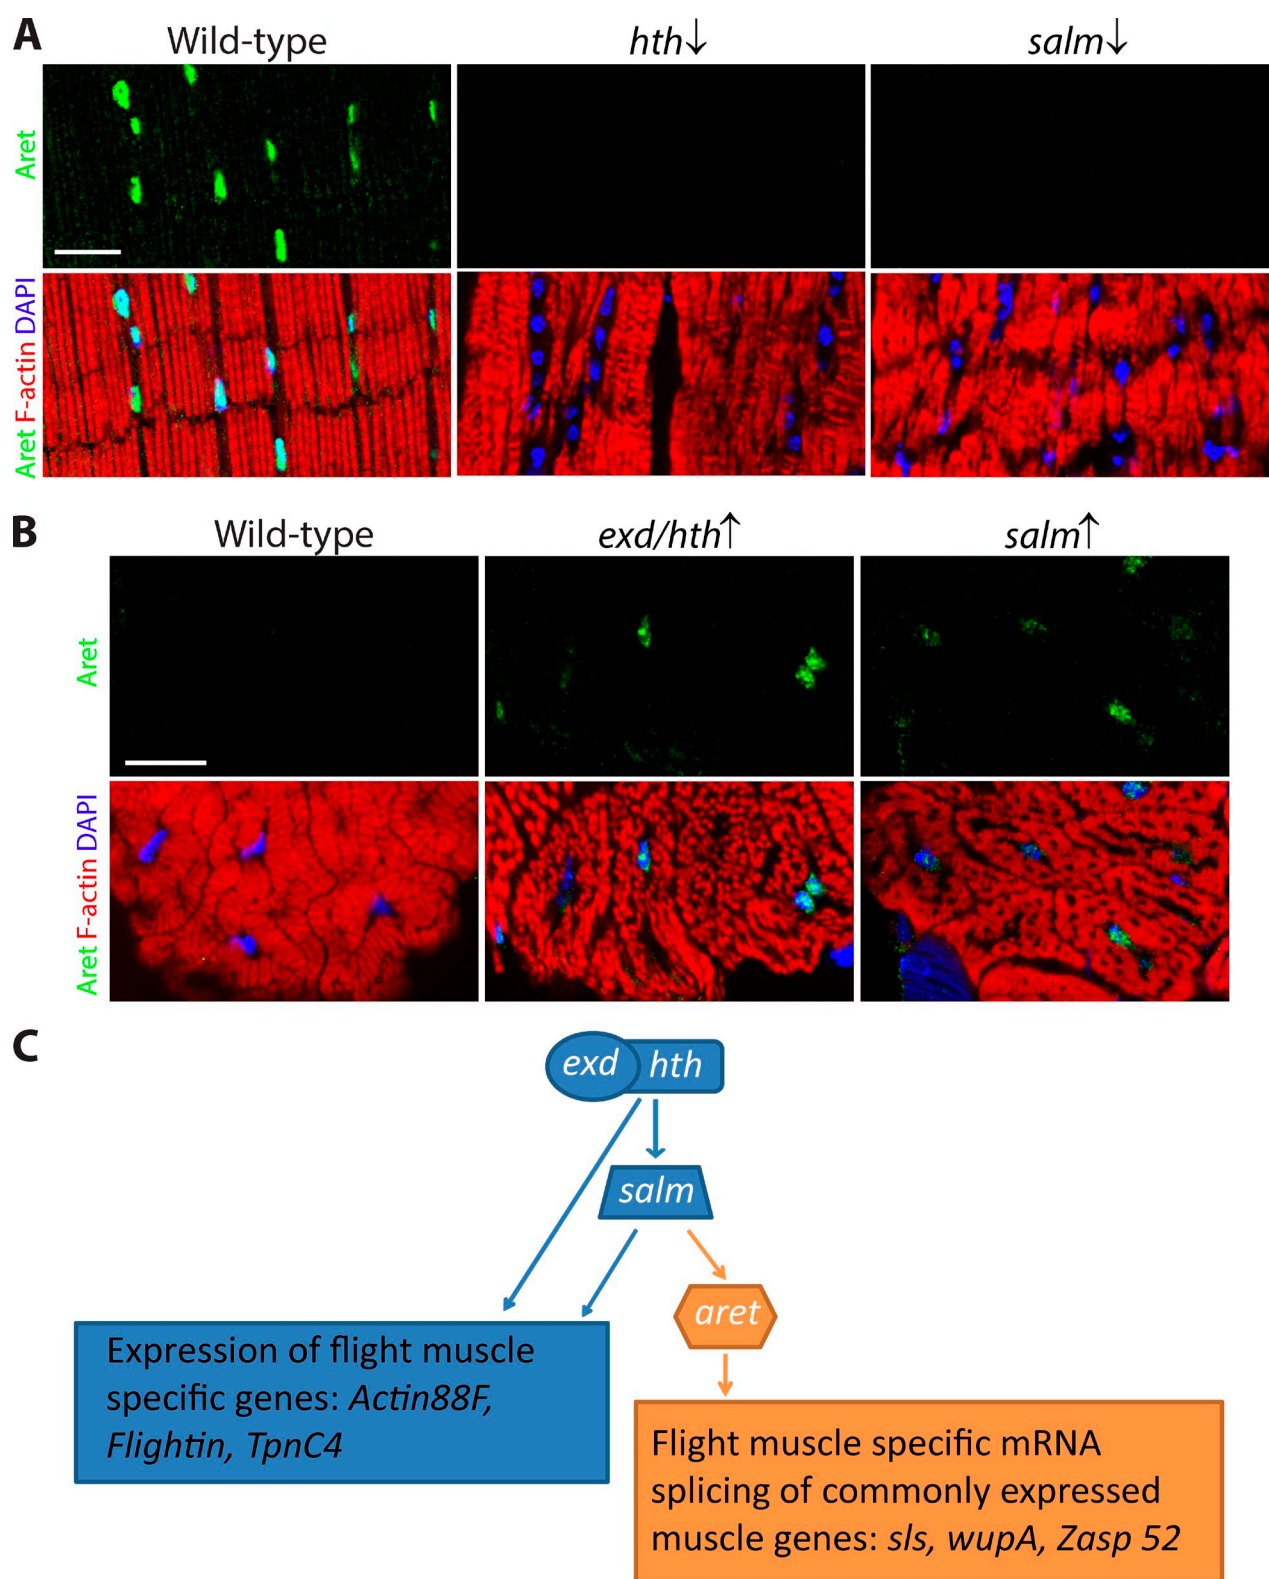 A
Wild-type
hth↓
salm↓
Aret
Aret F-actin DAPI
B
Wild-type
exd/hth↑
salm↑
Aret
Aret F-actin DAPI
C
exd
hth
salm
aret
Expression of flight muscle
specific genes: Actin88F,
Flightin, TpnC4
Flight muscle specific mRNA
splicing of commonly expressed
muscle genes: sls, wupA, Zasp 52